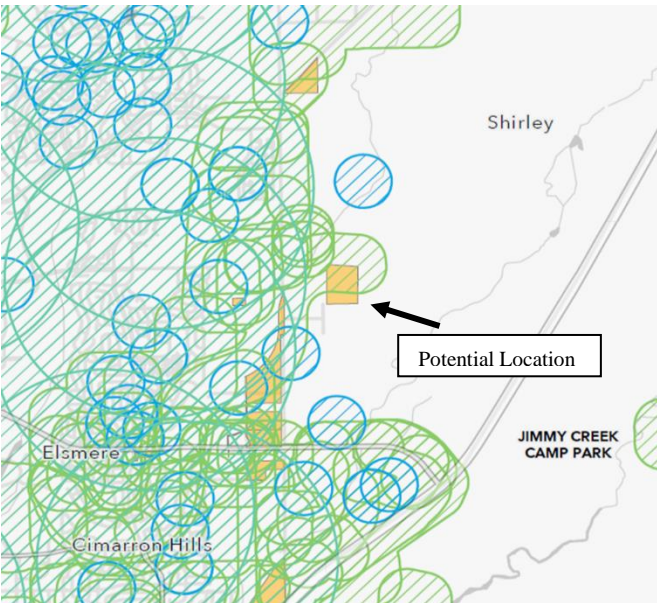 Shirley
Potential Location
JIMMY CREEK
CAMP PARK
Elsmere
Cimarron Hills